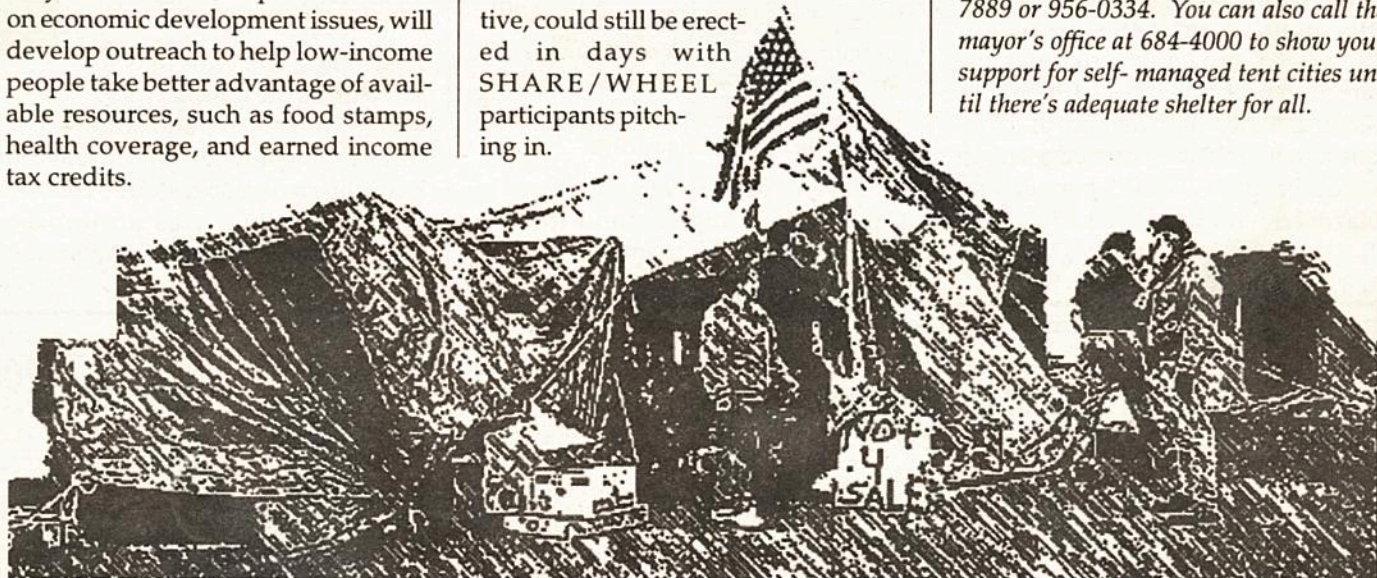 on economic development issues, will
develop outreach to help low-income
people take better advantage of avail-
able resources, such as food stamps,
health coverage, and earned income
tax credits.
tive, could still be erect-
ed in days with
SHARE/WHEEL
participants pitch-
ing in.
7889 or 956-0334. You can also call th
mayor's office at 684-4000 to show you
support for self- managed tent cities un
til there's adequate shelter for all.
NOT
4
SALE